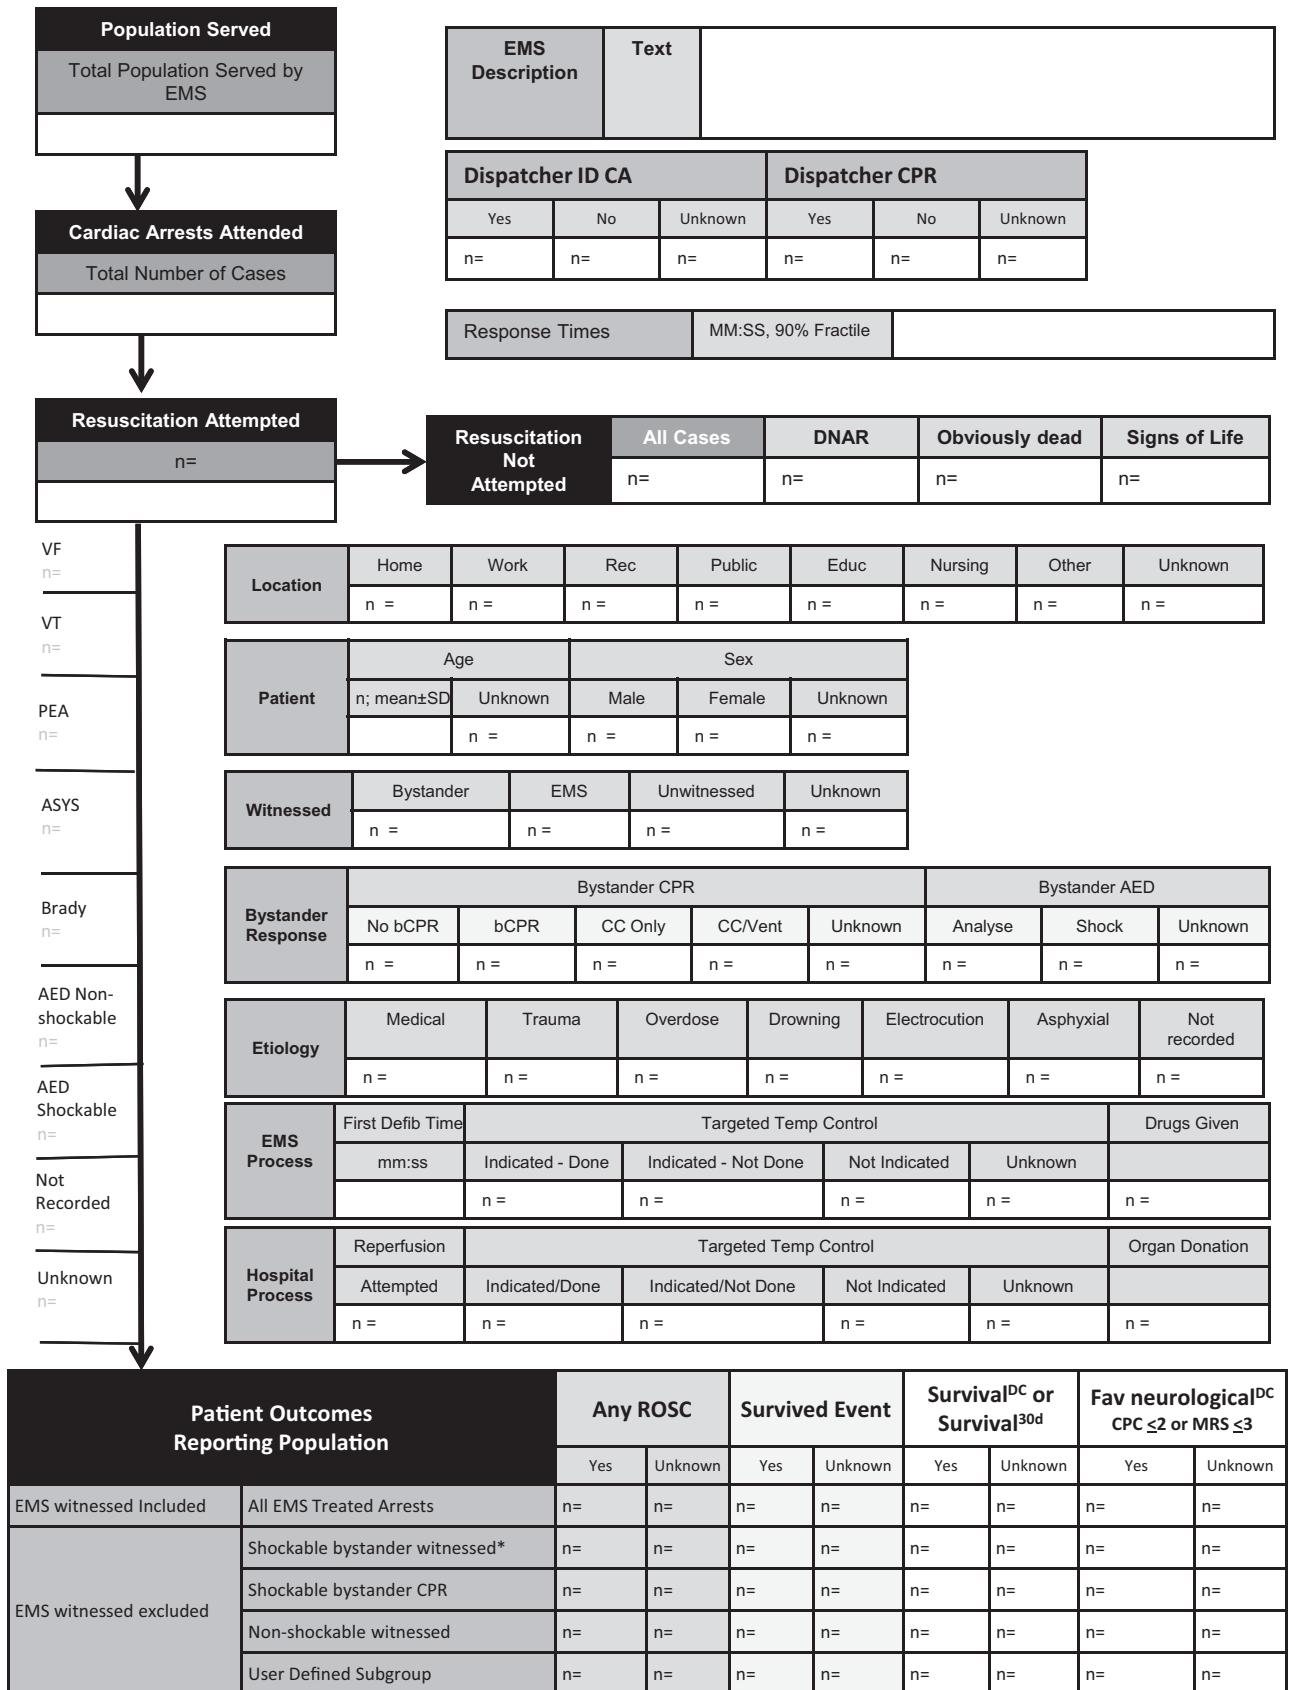 Population Served
Total Population Served by
EMS
EMS
Description
Text
Dispatcher ID CA
Dispatcher CPR
Yes
No
Unknown
Yes
No
Unknown
n=
n=
n=
n=
n=
n=
Cardiac Arrests Attended
Total Number of Cases
Response Times
MM:SS, 90% Fractile
Resuscitation Attempted
n=
Resuscitation
Not
Attempted
All Cases
DNAR
Obviously dead
Signs of Life
n=
n=
n=
n=
VF
n=
VT
n=
PEA
n=
ASYS
n=
Brady
n=
AED Non-
shockable
n=
AED
Shockable
n=
Not
Recorded
n=
Unknown
n=
Location
Home
Work
Rec
Public
Educ
Nursing
Other
Unknown
n =
n =
n =
n =
n =
n =
n =
n =
Patient
Age
Sex
n; mean±SD
Unknown
Male
Female
Unknown
n =
n =
n =
n =
Witnessed
Bystander
EMS
Unwitnessed
Unknown
n =
n =
n =
n =
Bystander
Response
Bystander CPR
Bystander AED
No bCPR
bCPR
CC Only
CC/Vent
Unknown
Analyse
Shock
Unknown
n =
n =
n =
n =
n =
n =
n =
n =
Etiology
Medical
Trauma
Overdose
Drowning
Electrocution
Asphyxial
Not
recorded
n =
n =
n =
n =
n =
n =
n =
EMS
Process
First Defib Time
Targeted Temp Control
Drugs Given
mm:ss
Indicated - Done
Indicated - Not Done
Not Indicated
Unknown
n =
n =
n =
n =
n =
Hospital
Process
Reperfusion
Targeted Temp Control
Organ Donation
Attempted
Indicated/Done
Indicated/Not Done
Not Indicated
Unknown
n =
n =
n =
n =
n =
n =
Patient Outcomes
Reporting Population
Any ROSC
Survived Event
Survival^DC or
Survival^30d
Fav neurological^DC
CPC ≤2 or MRS ≤3
Yes
Unknown
Yes
Unknown
Yes
Unknown
Yes
Unknown
EMS witnessed Included
All EMS Treated Arrests
n=
n=
n=
n=
n=
n=
n=
n=
EMS witnessed excluded
Shockable bystander witnessed*
n=
n=
n=
n=
n=
n=
n=
n=
Shockable bystander CPR
n=
n=
n=
n=
n=
n=
n=
n=
Non-shockable witnessed
n=
n=
n=
n=
n=
n=
n=
n=
User Defined Subgroup
n=
n=
n=
n=
n=
n=
n=
n=